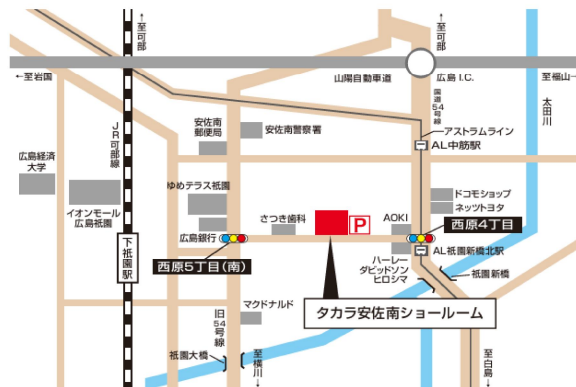 ↑至可部
↑至可部
←至岩国
山陽自動車道
広島 I.C.
至福山→
国道54号線
太田川
JR可部線
安佐南
郵便局
安佐南警察署
アストラムライン
AL中筋駅
広島経済
大学
イオンモール
広島祇園
ゆめテラス祇園
さつき歯科
P
AOKI
ドコモショップ
ネッツトヨタ
西原4丁目
広島銀行
西原5丁目(南)
下祇園駅
ハーレー
ダビッドソン
ヒロシマ
AL祇園新橋北駅
祇園新橋
マクドナルド
タカラ安佐南ショールーム
旧54号線
祇園大橋
至横川↓
至白島↓